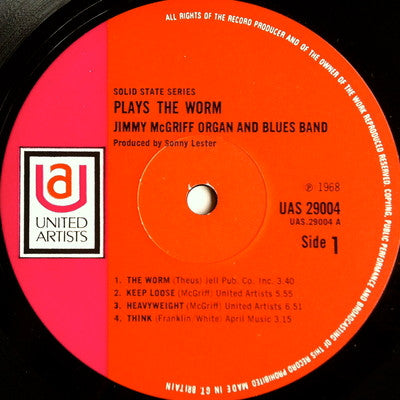 ALL RIGHTS OF THE RECORD PRODUCER AND OF THE OWNER OF THE WORK REPRODUCED RESERVED. COPYING, PUBLIC PERFORMANCE AND BROADCASTING OF THIS RECORD PROHIBITED MADE IN GT BRITAIN
SOLID STATE SERIES
PLAYS THE WORM
JIMMY McGRIFF ORGAN AND BLUES BAND
Produced by Sonny Lester
UA
UNITED
ARTISTS
℗ 1968
UAS 29004
UAS.29004 A
Side 1
1. THE WORM (Theus) Jell Pub. Co. Inc. 3.40
2. KEEP LOOSE (McGriff) United Artists 5.55
3. HEAVYWEIGHT (McGriff) United Artists 6.51
4. THINK (Franklin/White) April Music 3.15